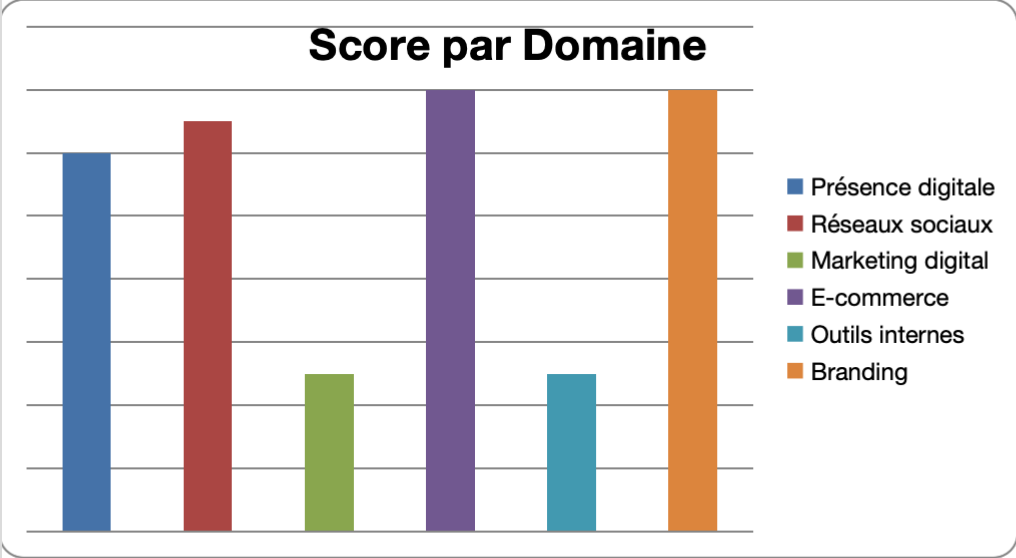 Score par Domaine
Présence digitale
Réseaux sociaux
Marketing digital
E-commerce
Outils internes
Branding